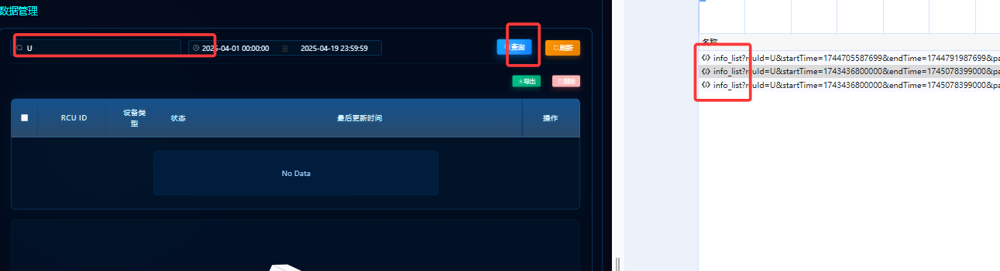 数据管理
U
2025-04-01 00:00:00
2025-04-19 23:59:59
查询
刷新
导出
删除
RCU ID
设备类型
状态
最后更新时间
操作
No Data
名称
info_list?rcuId=U&startTime=1744705587699&endTime=1744791987699&pa
info_list?rcuId=U&startTime=1743436800000&endTime=1745078399000&pa
info_list?rcuId=U&startTime=1743436800000&endTime=1745078399000&pa